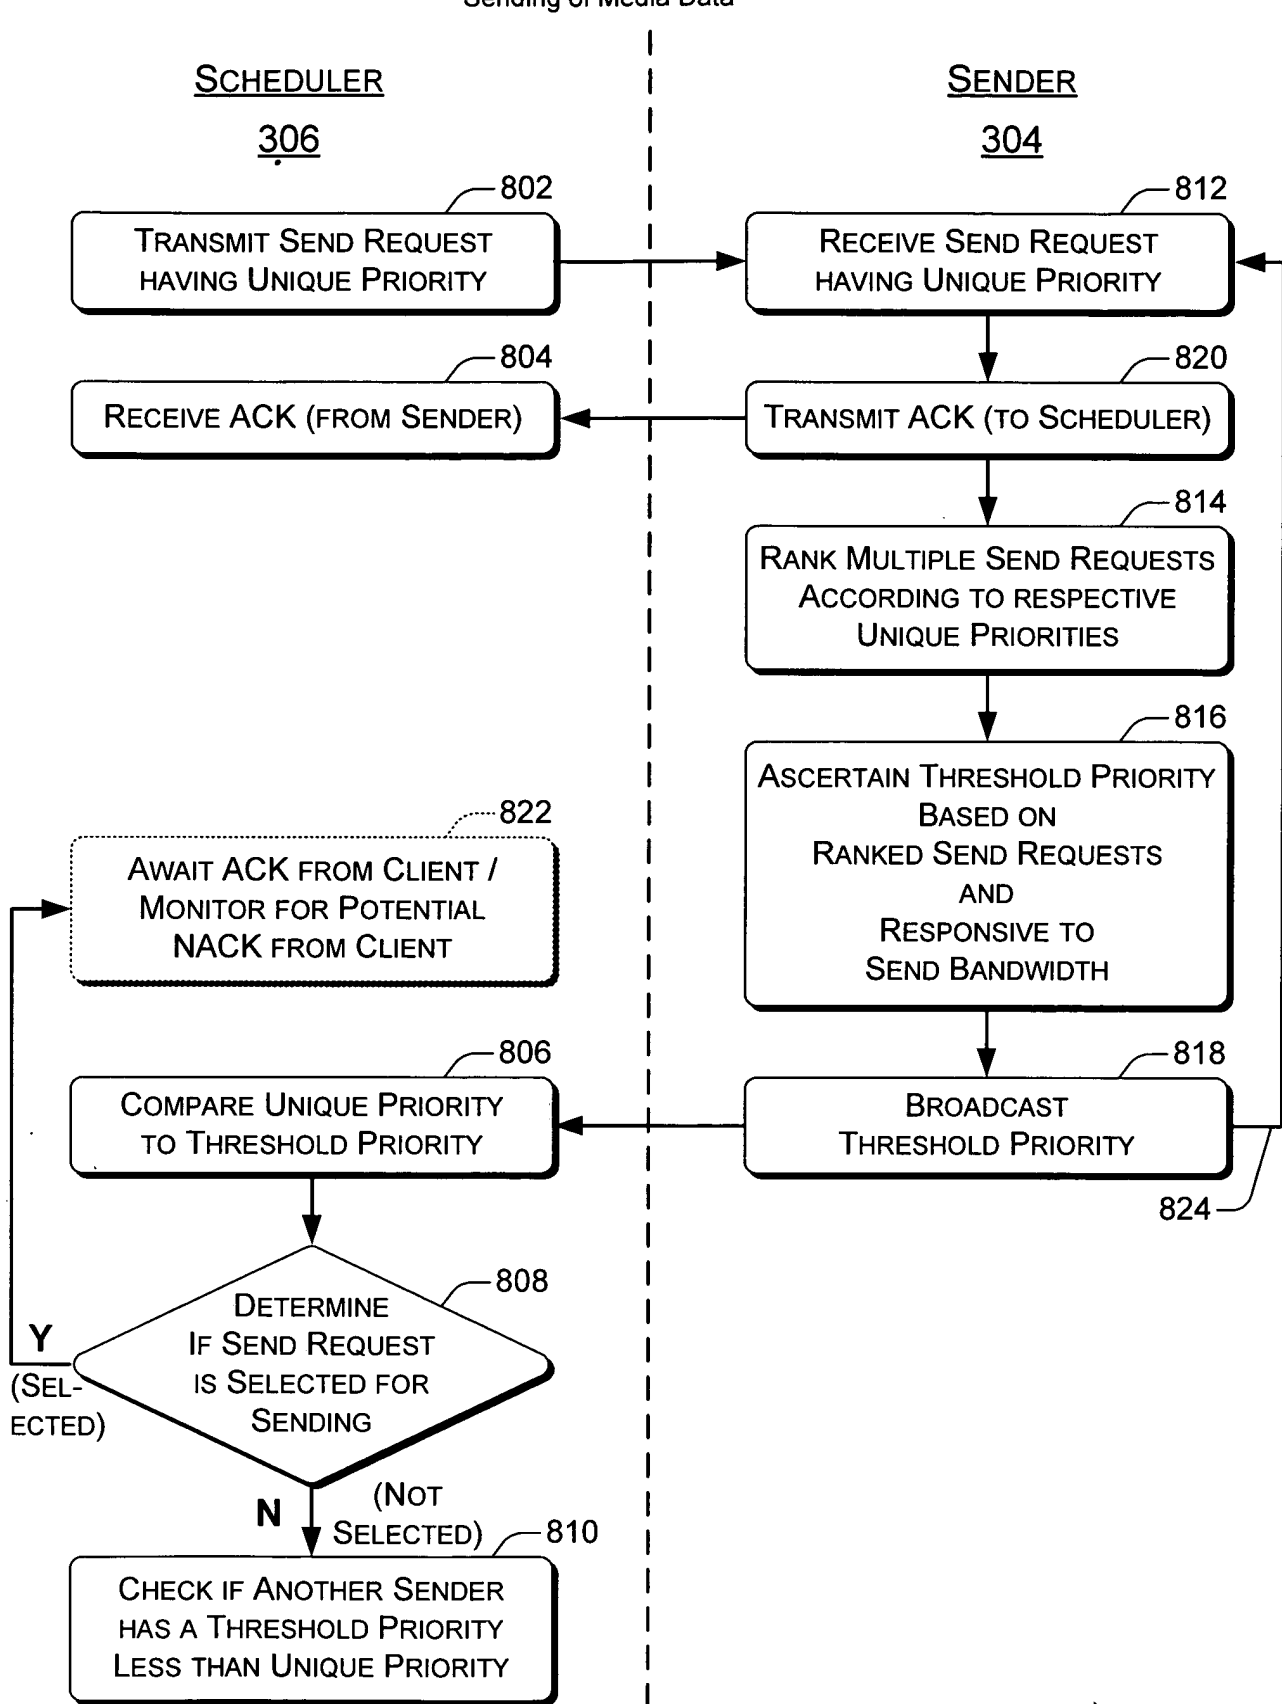 Sending of Media Data
SCHEDULER
306
SENDER
304
802
TRANSMIT SEND REQUEST
HAVING UNIQUE PRIORITY
812
RECEIVE SEND REQUEST
HAVING UNIQUE PRIORITY
804
RECEIVE ACK (FROM SENDER)
820
TRANSMIT ACK (TO SCHEDULER)
814
RANK MULTIPLE SEND REQUESTS
ACCORDING TO RESPECTIVE
UNIQUE PRIORITIES
816
ASCERTAIN THRESHOLD PRIORITY
BASED ON
RANKED SEND REQUESTS
AND
RESPONSIVE TO
SEND BANDWIDTH
822
AWAIT ACK FROM CLIENT /
MONITOR FOR POTENTIAL
NACK FROM CLIENT
806
COMPARE UNIQUE PRIORITY
TO THRESHOLD PRIORITY
818
BROADCAST
THRESHOLD PRIORITY
824
808
DETERMINE
IF SEND REQUEST
IS SELECTED FOR
SENDING
Y
(SEL-
ECTED)
N
(NOT
SELECTED)
810
CHECK IF ANOTHER SENDER
HAS A THRESHOLD PRIORITY
LESS THAN UNIQUE PRIORITY